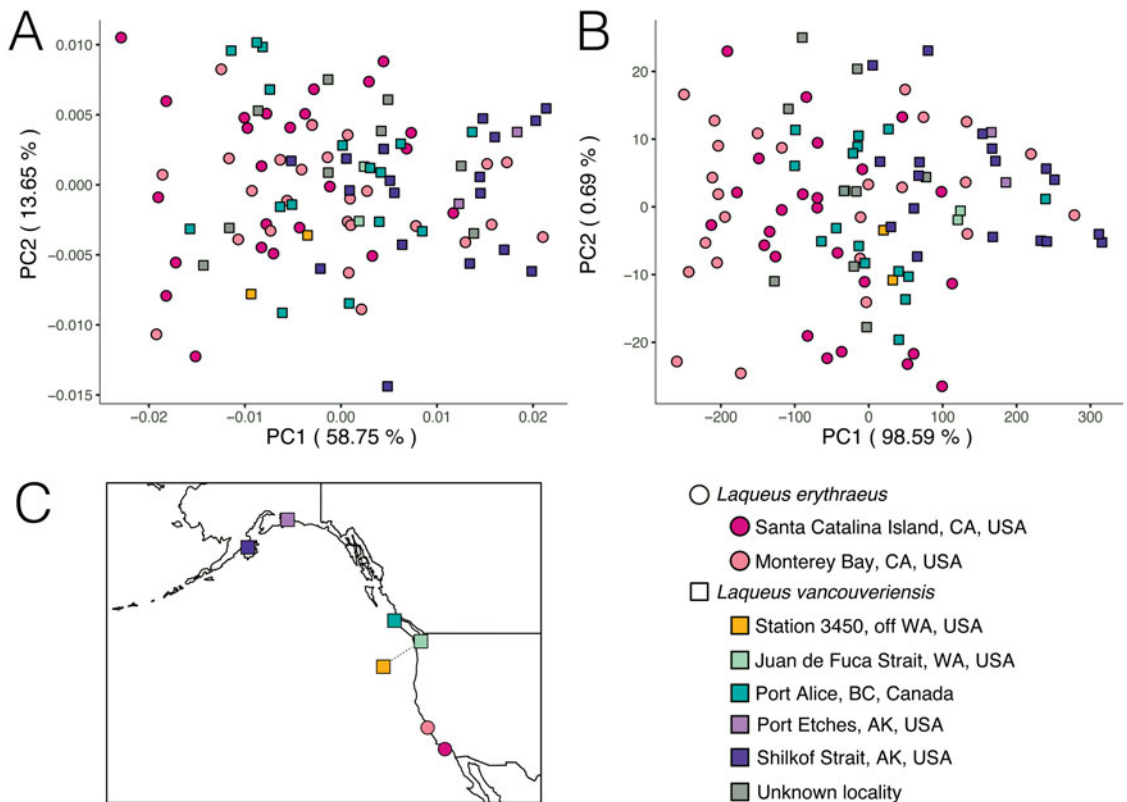 A
0.010
0.005
0.000
−0.005
−0.010
−0.015
PC2 ( 13.65 % )
−0.02
−0.01
0.00
0.01
0.02
PC1 ( 58.75 % )
B
20
10
0
−10
−20
PC2 ( 0.69 % )
−200
−100
0
100
200
300
PC1 ( 98.59 % )
C
Laqueus erythraeus
Santa Catalina Island, CA, USA
Monterey Bay, CA, USA
Laqueus vancouveriensis
Station 3450, off WA, USA
Juan de Fuca Strait, WA, USA
Port Alice, BC, Canada
Port Etches, AK, USA
Shilkof Strait, AK, USA
Unknown locality